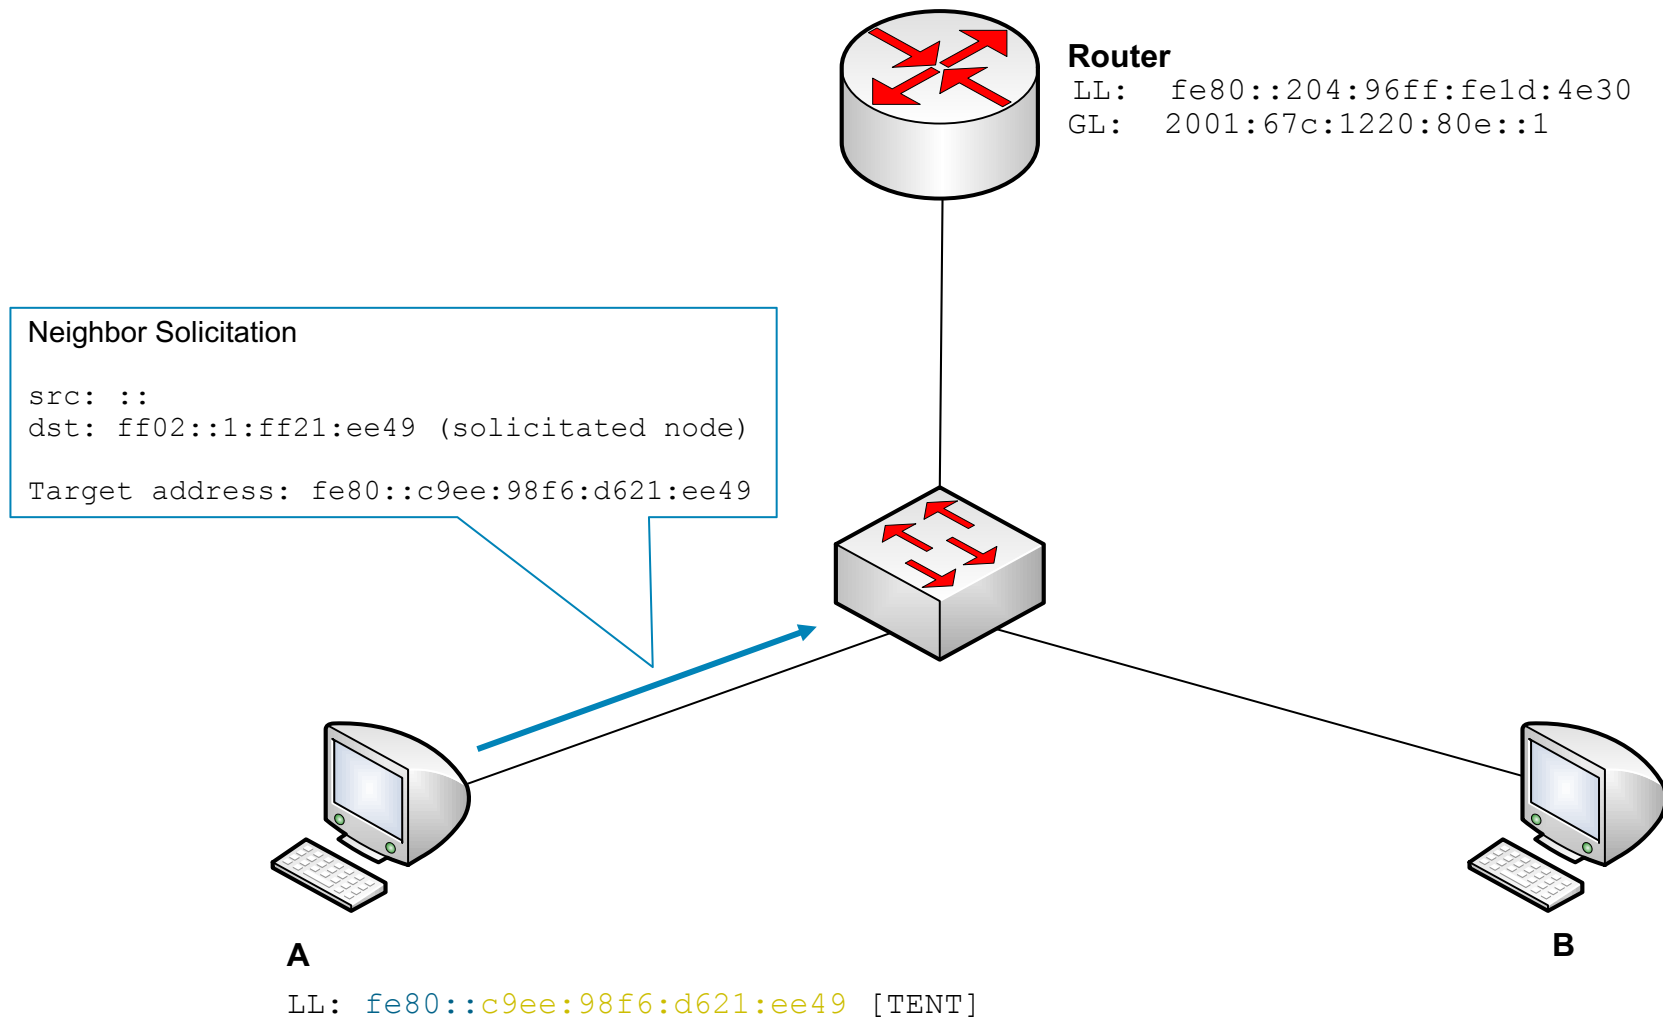 Router
LL: fe80::204:96ff:fe1d:4e30
GL: 2001:67c:1220:80e::1
Neighbor Solicitation
src: ::
dst: ff02::1:ff21:ee49 (solicitated node)
Target address: fe80::c9ee:98f6:d621:ee49
A
B
LL: fe80::c9ee:98f6:d621:ee49 [TENT]